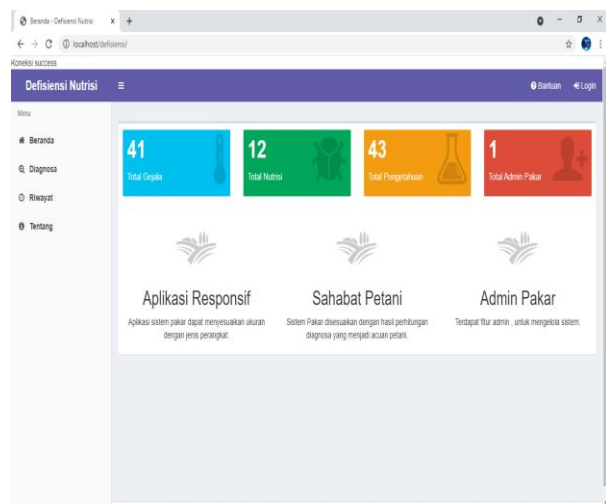 Beranda - Defisiensi Nutrisi
localhost/defisiensi/
Koneksi success
Defisiensi Nutrisi
Bantuan
Login
Menu
Beranda
Diagnosa
Riwayat
Tentang
41
Total Gejala
12
Total Nutrisi
43
Total Pengetahuan
1
Total Admin Pakar
Aplikasi Responsif
Aplikasi sistem pakar dapat menyesuaikan ukuran
dengan jenis perangkat.
Sahabat Petani
Sistem Pakar disesuaikan dengan hasil perhitungan
diagnosa yang menjadi acuan petani.
Admin Pakar
Terdapat fitur admin , untuk mengelola sistem.